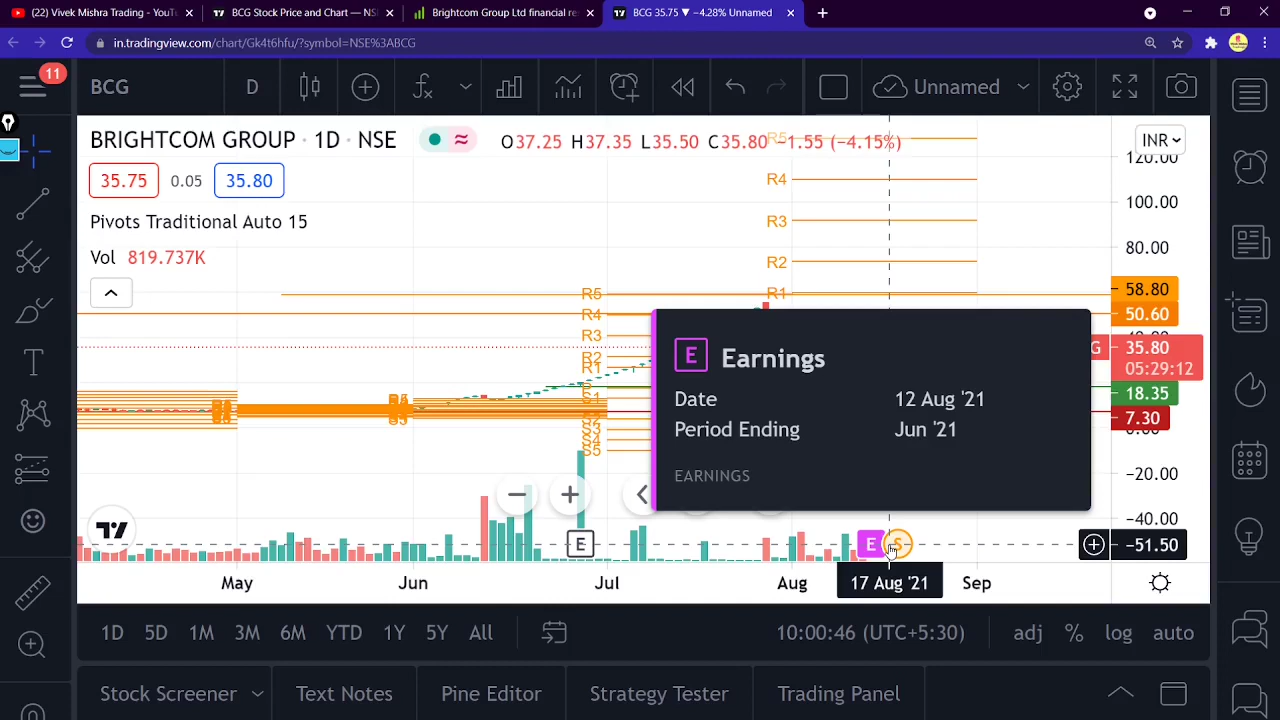 (22) Vivek Mishra Trading - YouTu
BCG Stock Price and Chart — NSE
Brightcom Group Ltd financial res
BCG 35.75 ▼ −4.28% Unnamed
in.tradingview.com/chart/Gk4t6hfu/?symbol=NSE%3ABCG
11
BCG
D
Unnamed
BRIGHTCOM GROUP · 1D · NSE
O37.25 H37.35 L35.50 C35.80 −1.55 (−4.15%)
INR
35.75
0.05
35.80
Pivots Traditional Auto 15
Vol 819.737K
R5
R4
R3
R2
R1
R5
R4
R3
R2
R1
P
S1
S2
S3
S4
S5
R5
S5
120.00
100.00
80.00
58.80
50.60
35.80
05:29:12
18.35
7.30
−20.00
−40.00
−51.50
E Earnings
Date 12 Aug '21
Period Ending Jun '21
EARNINGS
E
E
S
May
Jun
Jul
Aug
17 Aug '21
Sep
1D 5D 1M 3M 6M YTD 1Y 5Y All
10:00:46 (UTC+5:30)
adj % log auto
Stock Screener
Text Notes
Pine Editor
Strategy Tester
Trading Panel